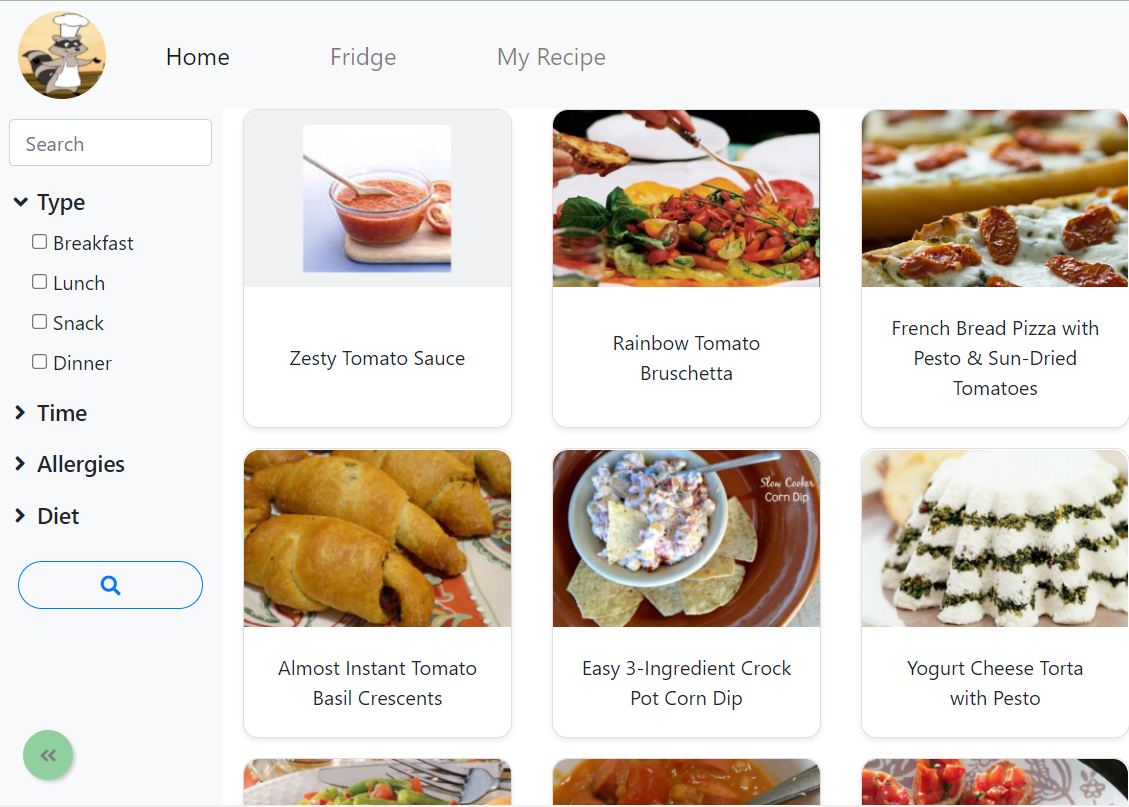 Home
Fridge
My Recipe
Search
Type
Breakfast
Lunch
Snack
Dinner
Time
Allergies
Diet
Zesty Tomato Sauce
Rainbow Tomato
Bruschetta
French Bread Pizza with
Pesto & Sun-Dried
Tomatoes
Slow Cooker
Corn Dip
Almost Instant Tomato
Basil Crescents
Easy 3-Ingredient Crock
Pot Corn Dip
Yogurt Cheese Torta
with Pesto